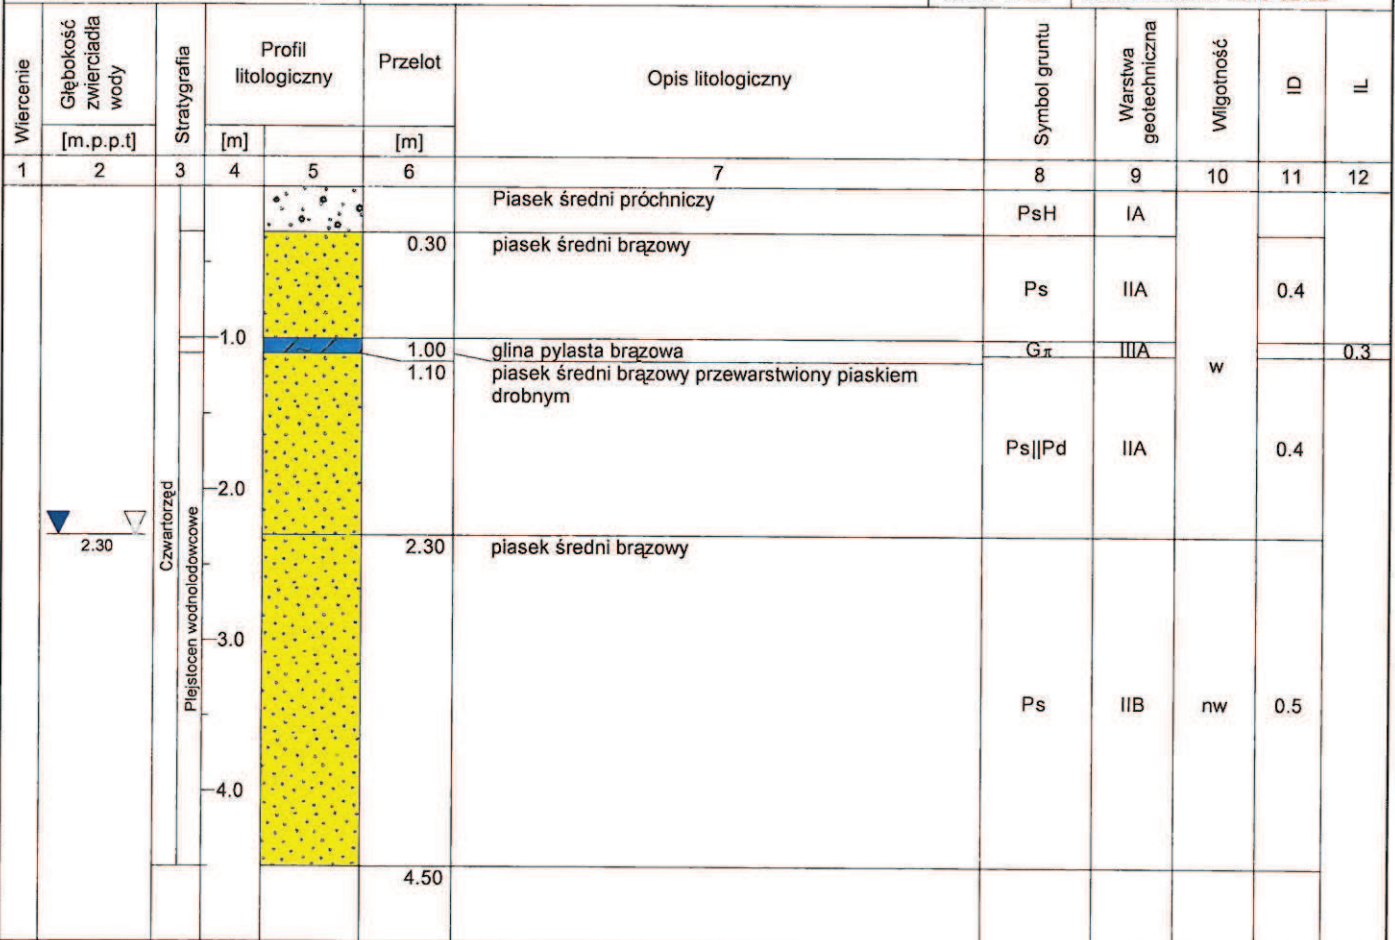 Wiercenie
Głębokość
zwierciadła
wody
[m.p.p.t]
Stratygrafia
Profil
litologiczny
[m]
Przelot
[m]
Opis litologiczny
Symbol gruntu
Warstwa
geotechniczna
Wilgotność
ID
IL
1 2 3 4 5 6 7 8 9 10 11 12
Piasek średni próchniczy
PsH IA
0.30 piasek średni brązowy
Ps IIA 0.4
1.0
1.00 glina pylasta brązowa Gπ IIIA 0.3
w
1.10 piasek średni brązowy przewarstwiony piaskiem
drobnym
Ps||Pd IIA 0.4
2.0
Czwartorzęd
Plejstocen wodnolodowcowe
2.30
2.30 piasek średni brązowy
3.0
Ps IIB nw 0.5
4.0
4.50